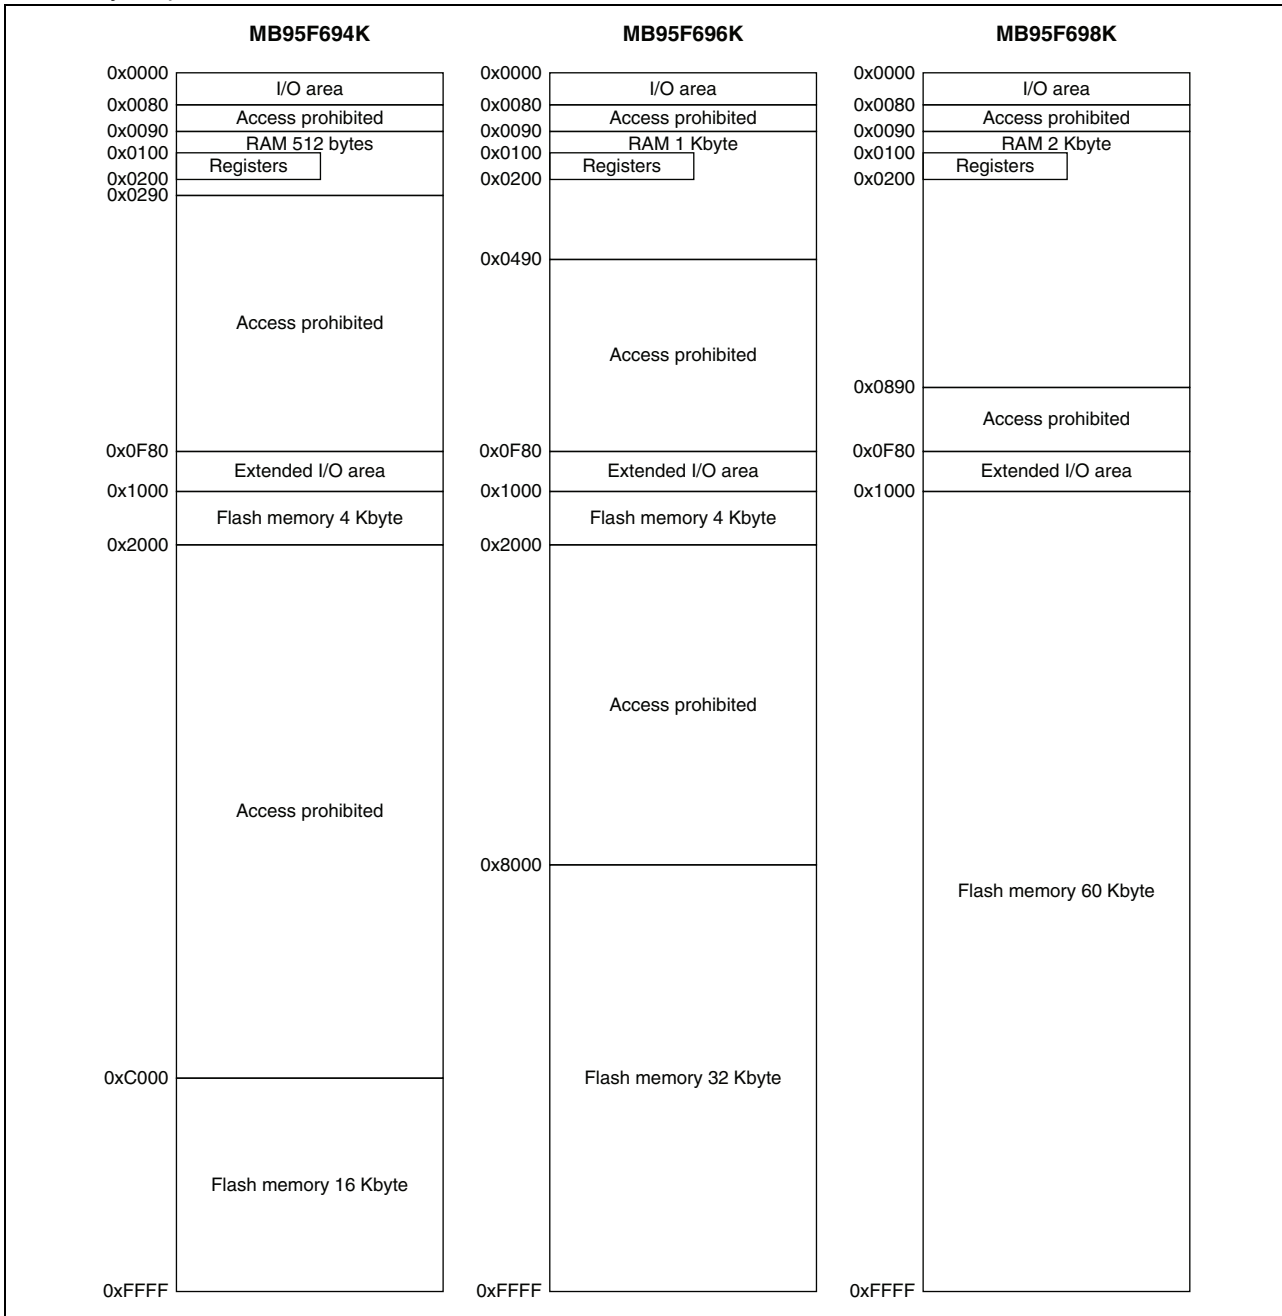 MB95F694K
0x0000
I/O area
0x0080
Access prohibited
0x0090
RAM 512 bytes
0x0100
Registers
0x0200
0x0290
Access prohibited
0x0F80
Extended I/O area
0x1000
Flash memory 4 Kbyte
0x2000
Access prohibited
0xC000
Flash memory 16 Kbyte
0xFFFF
MB95F696K
0x0000
I/O area
0x0080
Access prohibited
0x0090
RAM 1 Kbyte
0x0100
Registers
0x0200
0x0490
Access prohibited
0x0F80
Extended I/O area
0x1000
Flash memory 4 Kbyte
0x2000
Access prohibited
0x8000
Flash memory 32 Kbyte
0xFFFF
MB95F698K
0x0000
I/O area
0x0080
Access prohibited
0x0090
RAM 2 Kbyte
0x0100
Registers
0x0200
0x0890
Access prohibited
0x0F80
Extended I/O area
0x1000
Flash memory 60 Kbyte
0xFFFF